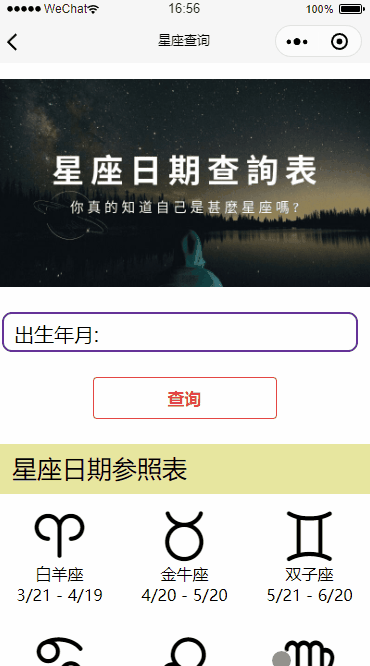 WeChat 16:56 100%
星座查询
星座日期查詢表
你真的知道自己是甚麼星座嗎?
出生年月:
查询
星座日期参照表
白羊座 金牛座 双子座
3/21 - 4/19 4/20 - 5/20 5/21 - 6/20